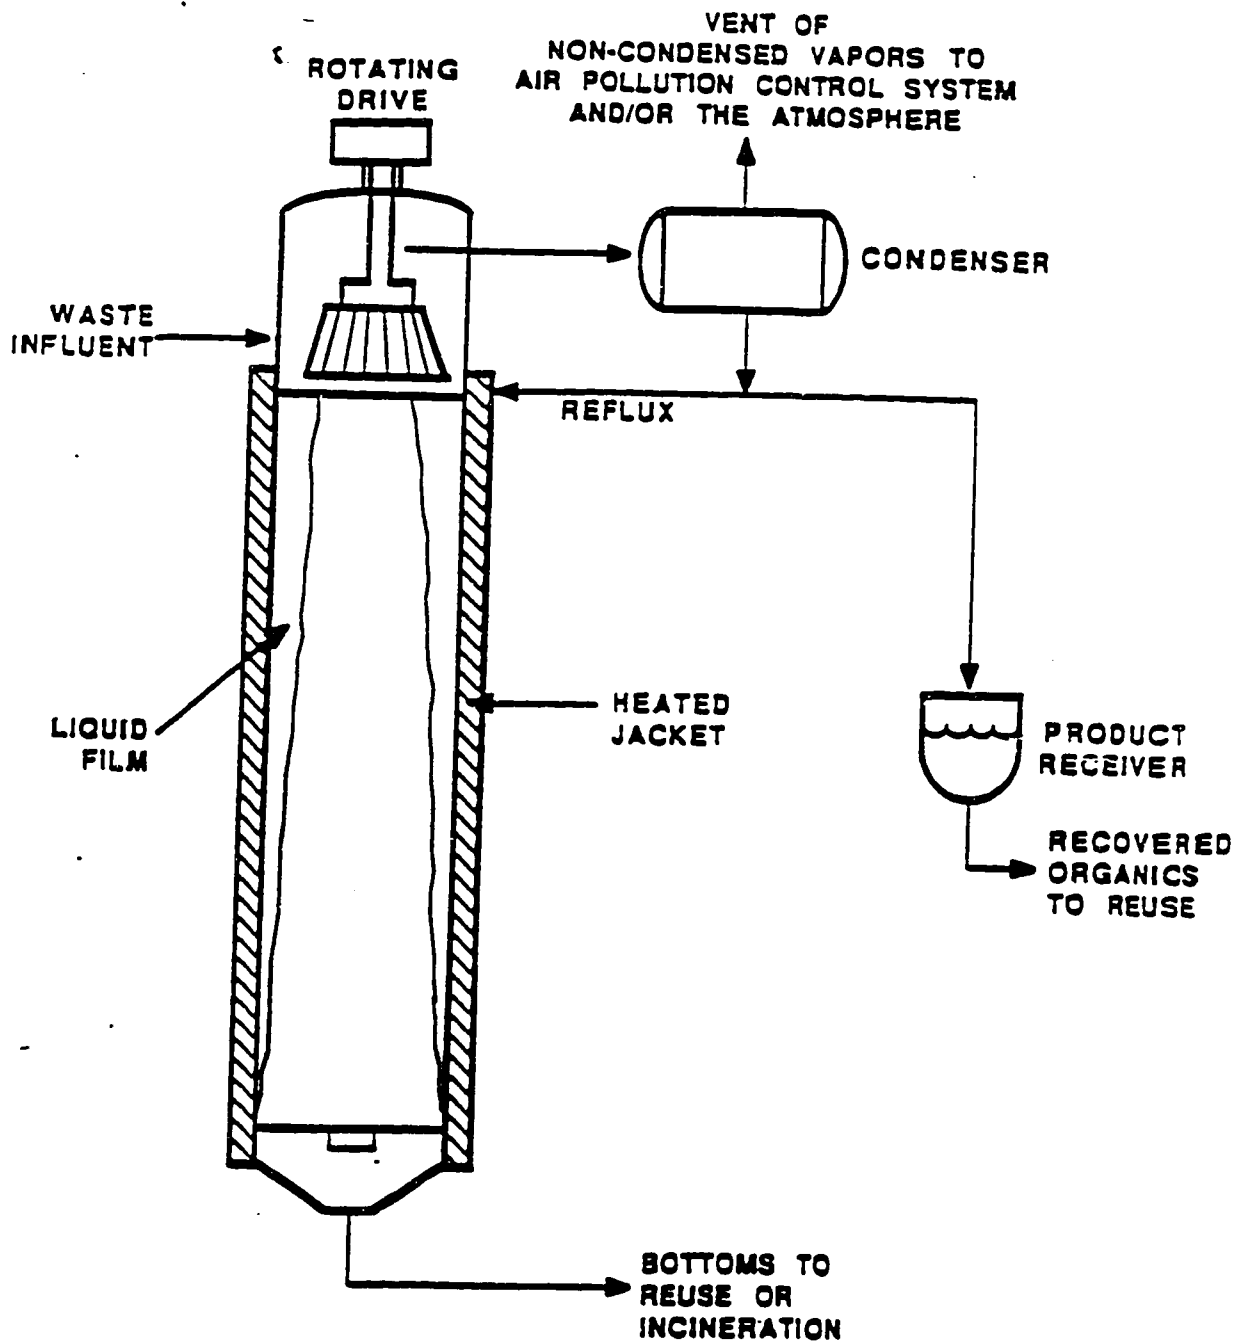 VENT OF
NON-CONDENSED VAPORS TO
AIR POLLUTION CONTROL SYSTEM
AND/OR THE ATMOSPHERE
ROTATING
DRIVE
CONDENSER
WASTE
INFLUENT
REFLUX
LIQUID
FILM
HEATED
JACKET
PRODUCT
RECEIVER
RECOVERED
ORGANICS
TO REUSE
BOTTOMS TO
REUSE OR
INCINERATION